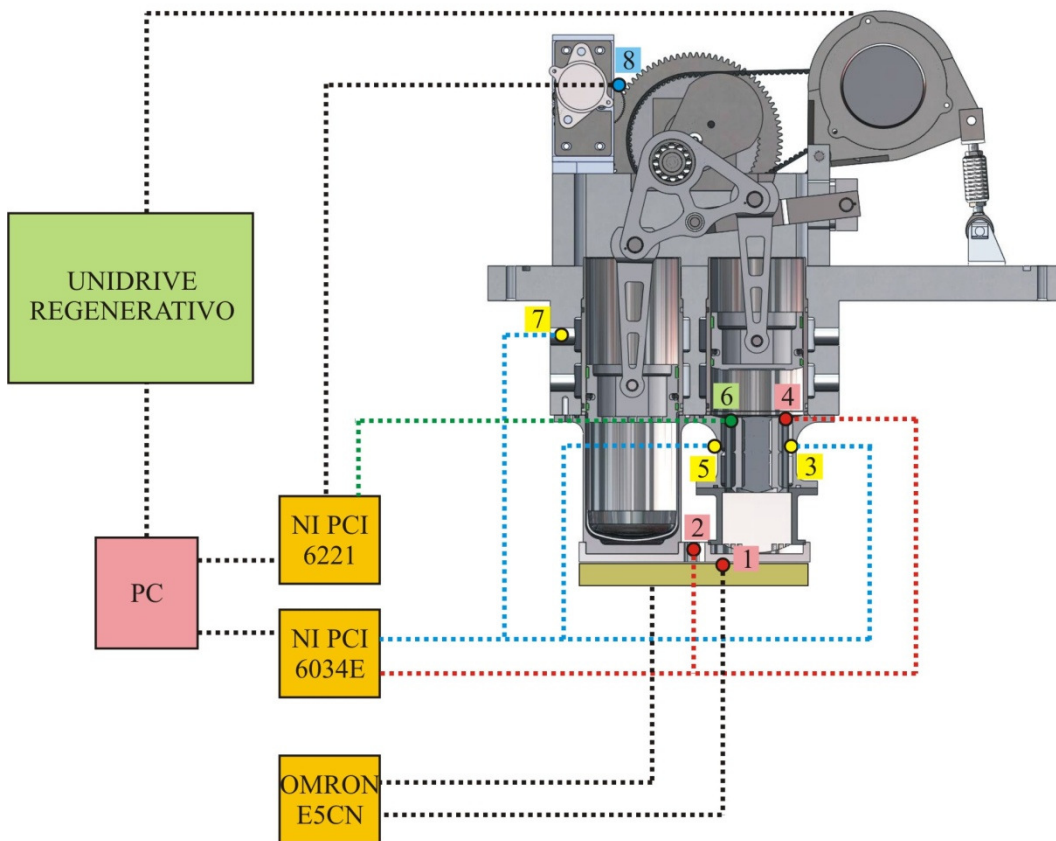 8
UNIDRIVE
REGENERATIVO
7
6
4
5
3
NI PCI
6221
2
1
PC
NI PCI
6034E
OMRON
E5CN